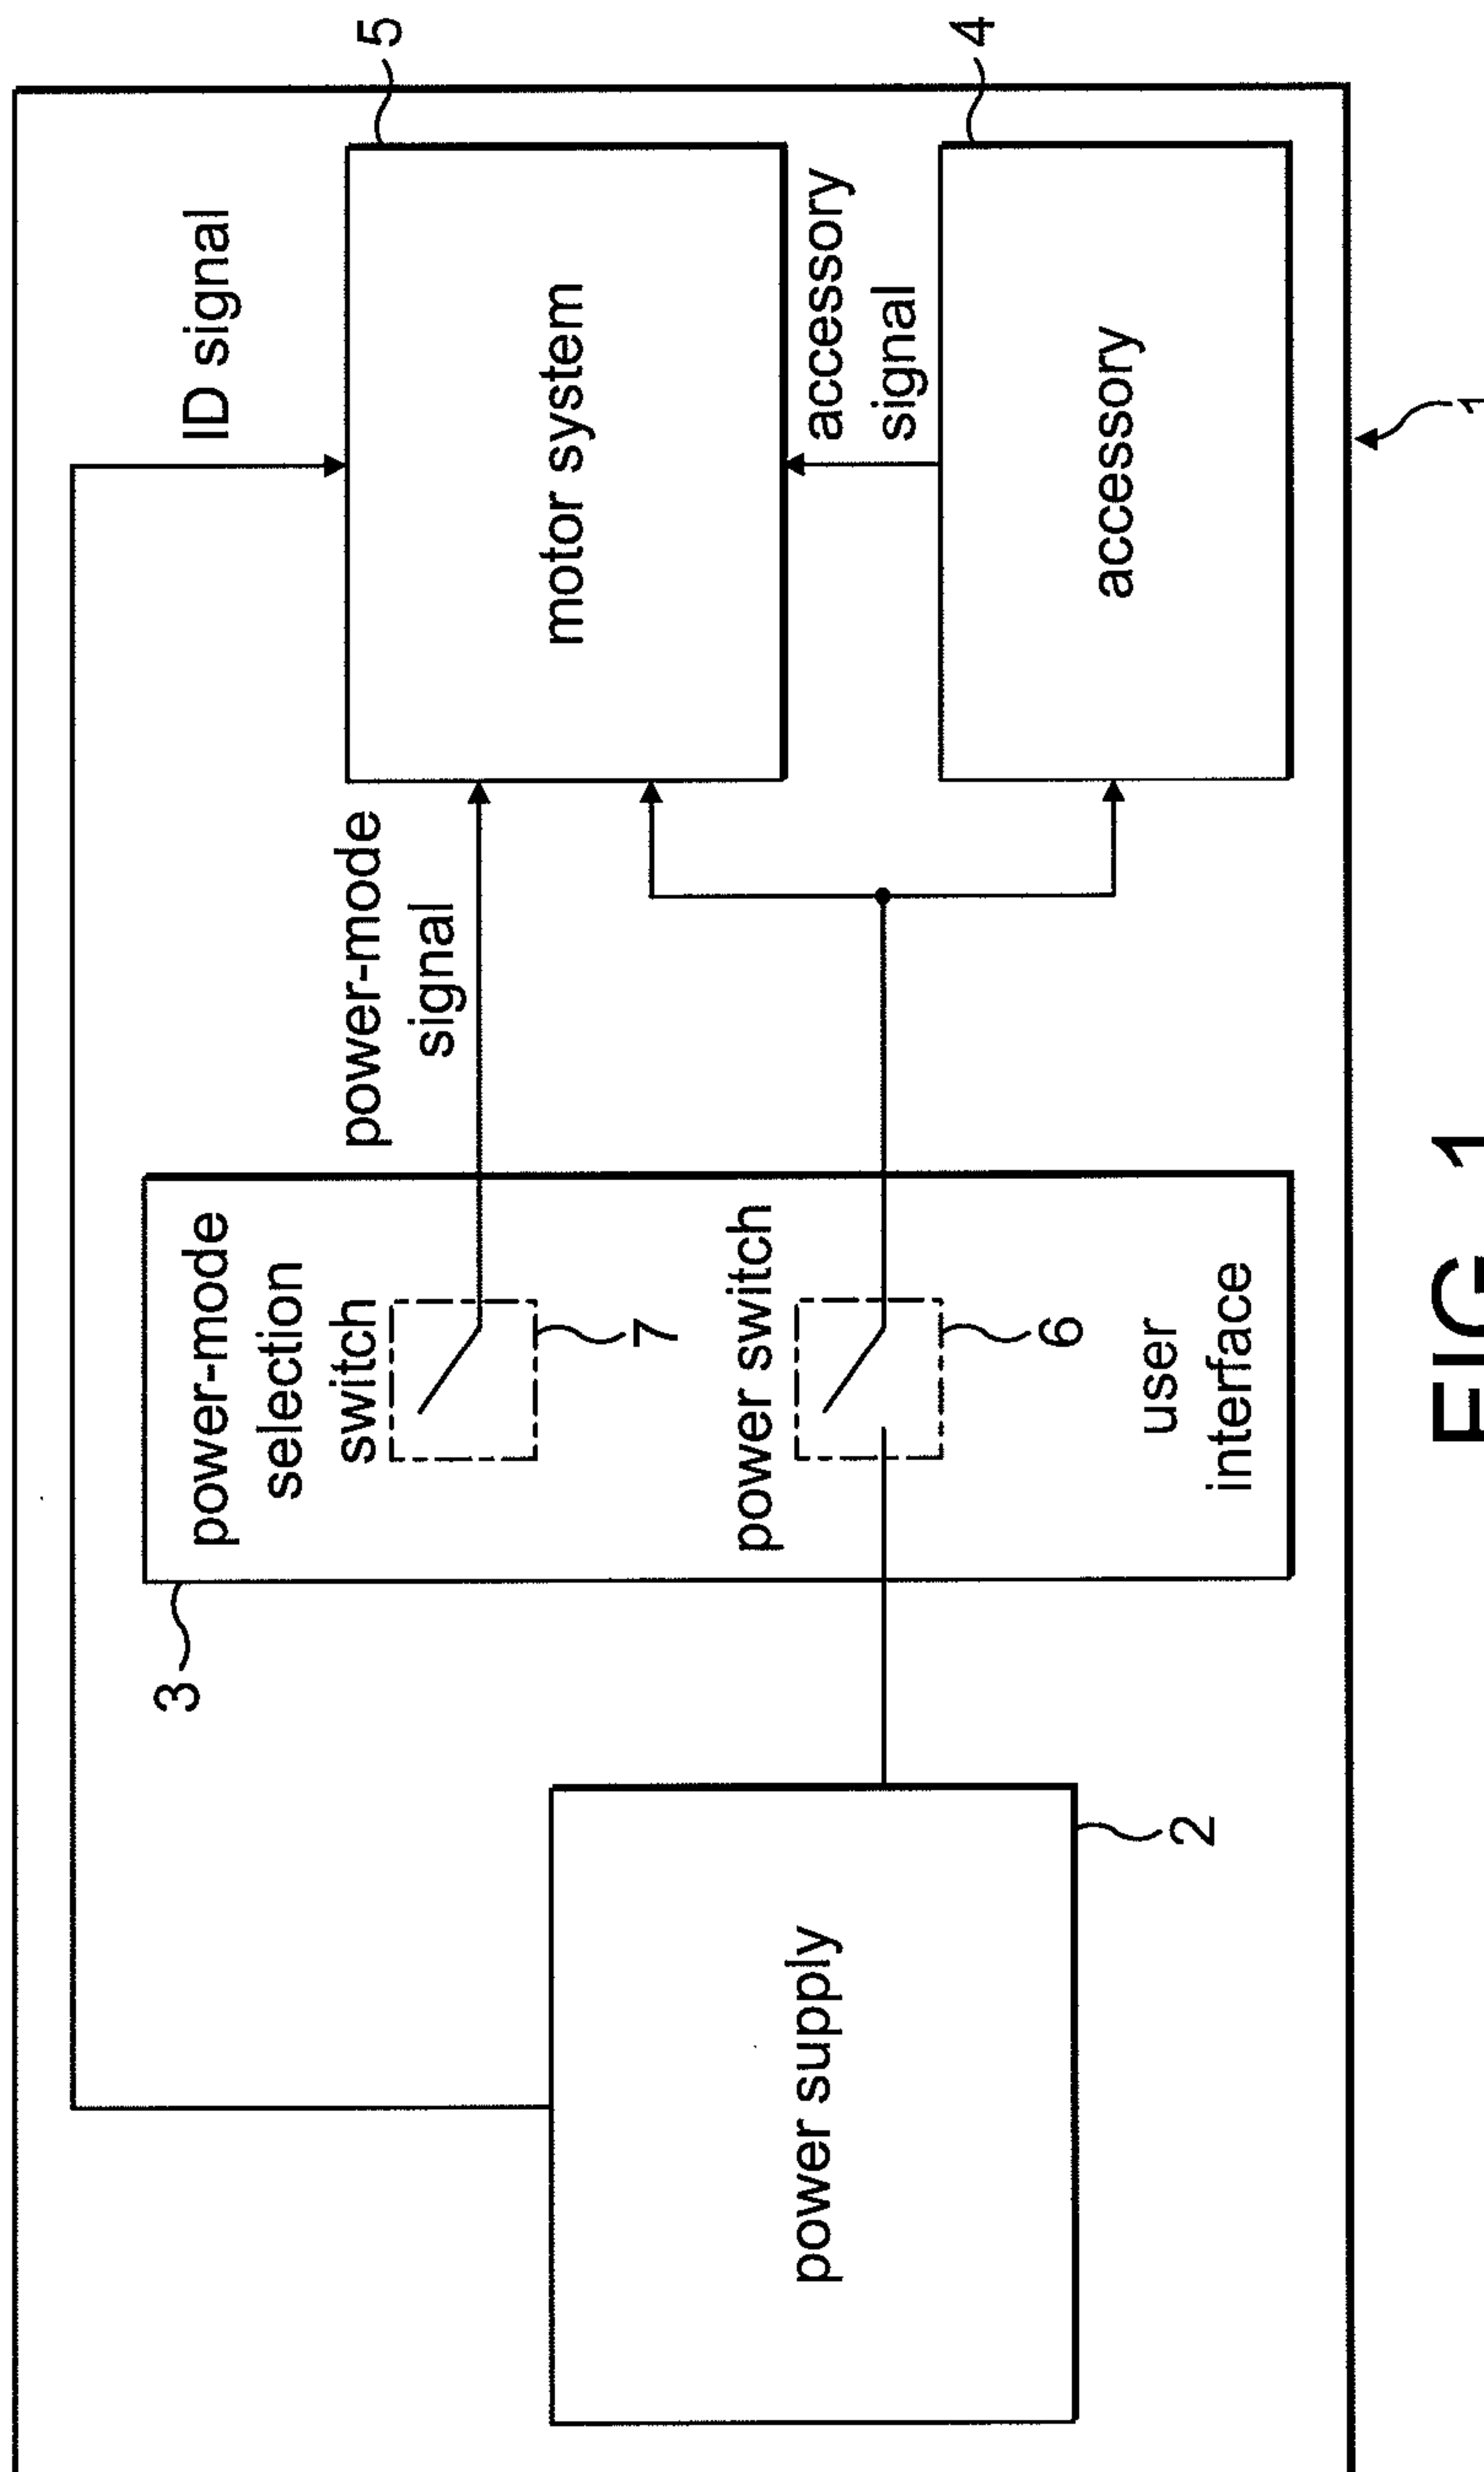 ID signal
5
motor system
power-mode
signal
accessory
signal
4
accessory
1
power-mode
selection
switch
7
power switch
6
user
interface
3
power supply
2
FIG. 1